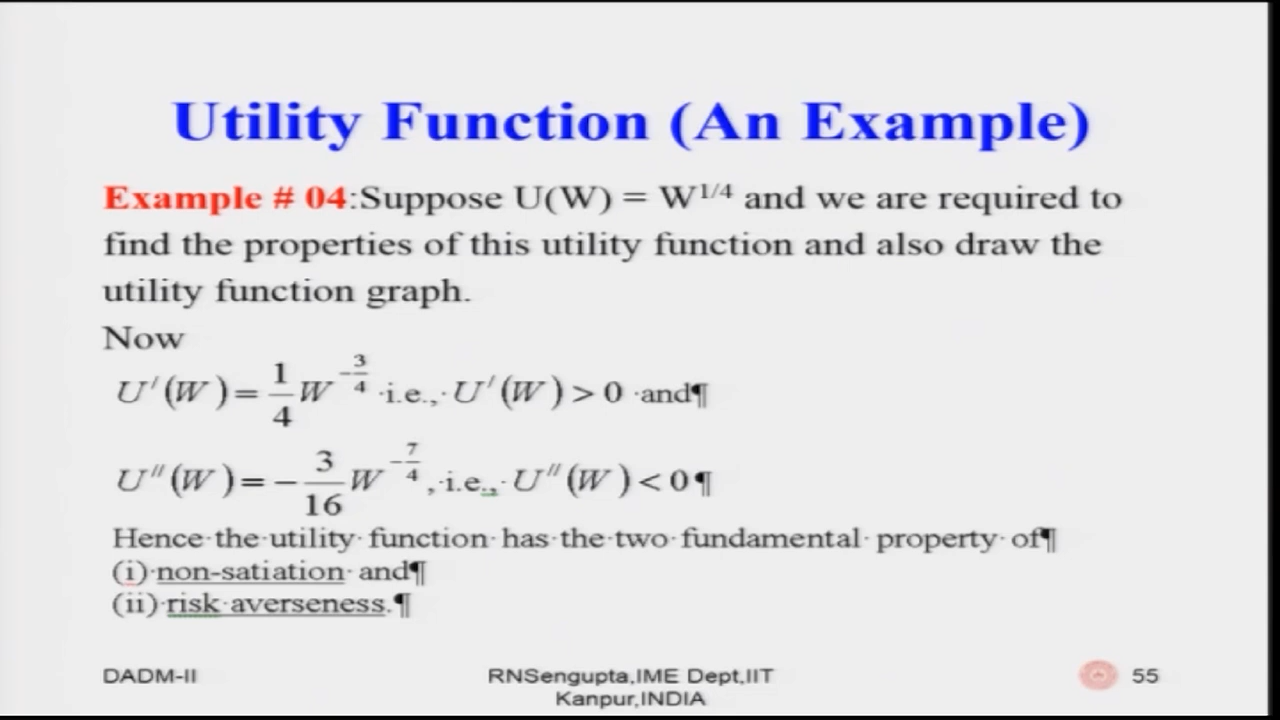 Utility Function (An Example)
Example # 04:Suppose U(W) = W^1/4 and we are required to
find the properties of this utility function and also draw the
utility function graph.
Now
U′(W)=1/4 W^-3/4 ·i.e.,·U′(W)>0 ·and¶
U″(W)=-3/16 W^-7/4,·i.e.,·U″(W)<0¶
Hence·the·utility·function·has·the·two·fundamental·property·of¶
(i)·non-satiation·and¶
(ii)·risk·averseness.¶
DADM-II
RNSengupta,IME Dept,IIT
Kanpur,INDIA
55